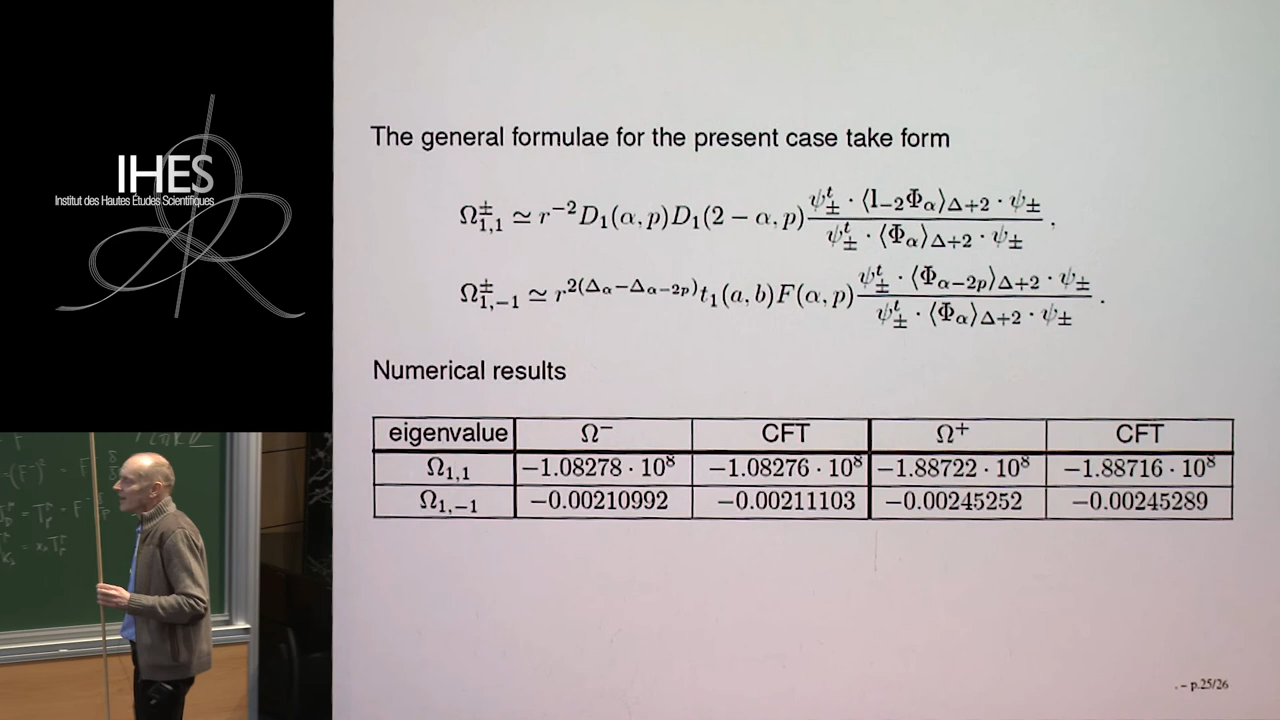 IHES
Institut des Hautes Études Scientifiques
The general formulae for the present case take form
Ω^±_{1,1} ≃ r^{−2} D_1(α, p) D_1(2 − α, p) \frac{ψ^t_± · ⟨l_{−2}Φ_α⟩_{Δ+2} · ψ_±}{ψ^t_± · ⟨Φ_α⟩_{Δ+2} · ψ_±} ,
Ω^±_{1,−1} ≃ r^{2(Δ_α−Δ_{α−2p})} t_1(a, b) F(α, p) \frac{ψ^t_± · ⟨Φ_{α−2p}⟩_{Δ+2} · ψ_±}{ψ^t_± · ⟨Φ_α⟩_{Δ+2} · ψ_±} .
Numerical results
eigenvalue Ω^− CFT Ω^+ CFT
Ω_{1,1} −1.08278 · 10^8 −1.08276 · 10^8 −1.88722 · 10^8 −1.88716 · 10^8
Ω_{1,−1} −0.00210992 −0.00211103 −0.00245252 −0.00245289
. – p.25/26